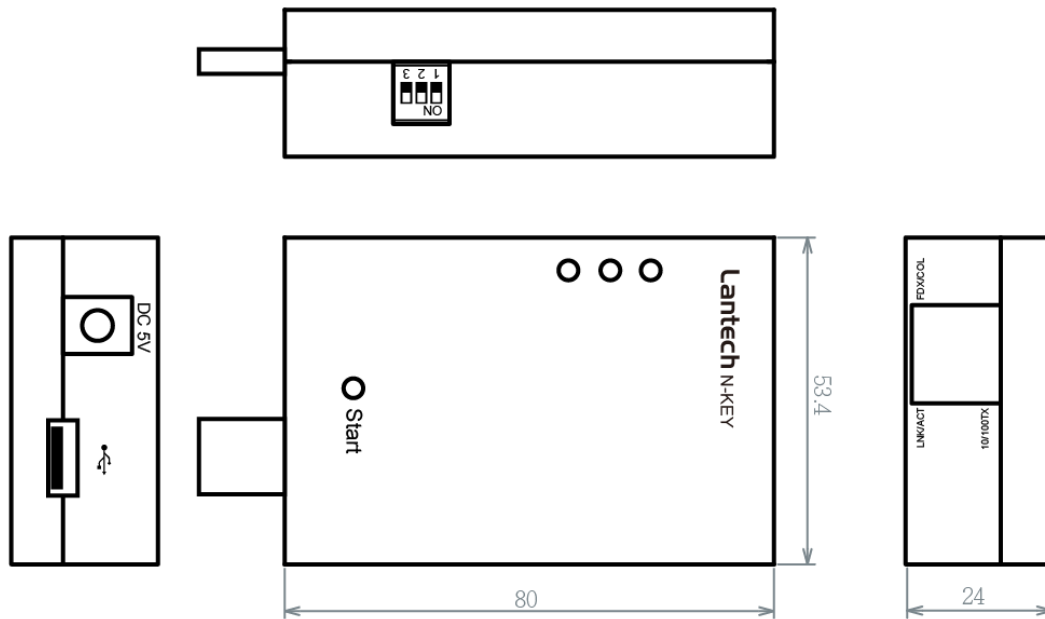 1 2 3
ON
DC 5V
Start
Lantech N-KEY
53.4
80
FDX/COL
LNK/ACT
10/100TX
24